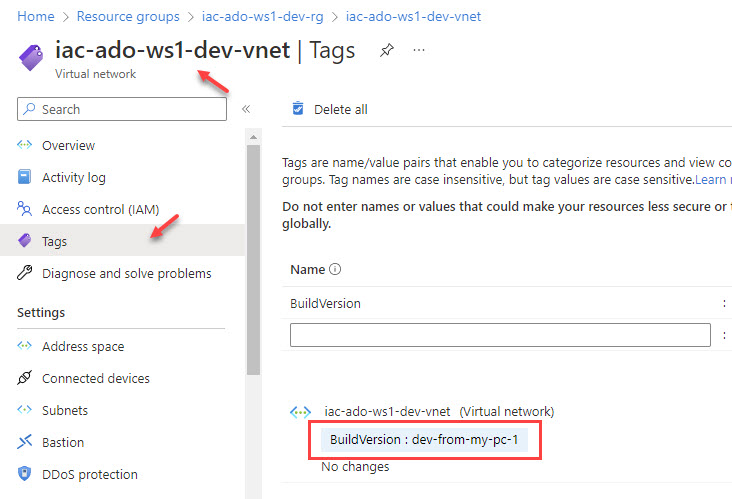 Home > Resource groups > iac-ado-ws1-dev-rg > iac-ado-ws1-dev-vnet
iac-ado-ws1-dev-vnet | Tags
Virtual network
Search
Overview
Activity log
Access control (IAM)
Tags
Diagnose and solve problems
Settings
Address space
Connected devices
Subnets
Bastion
DDoS protection
Delete all
Tags are name/value pairs that enable you to categorize resources and view co
groups. Tag names are case insensitive, but tag values are case sensitive.Learn
Do not enter names or values that could make your resources less secure or
globally.
Name
BuildVersion :
:
iac-ado-ws1-dev-vnet (Virtual network)
BuildVersion : dev-from-my-pc-1
No changes